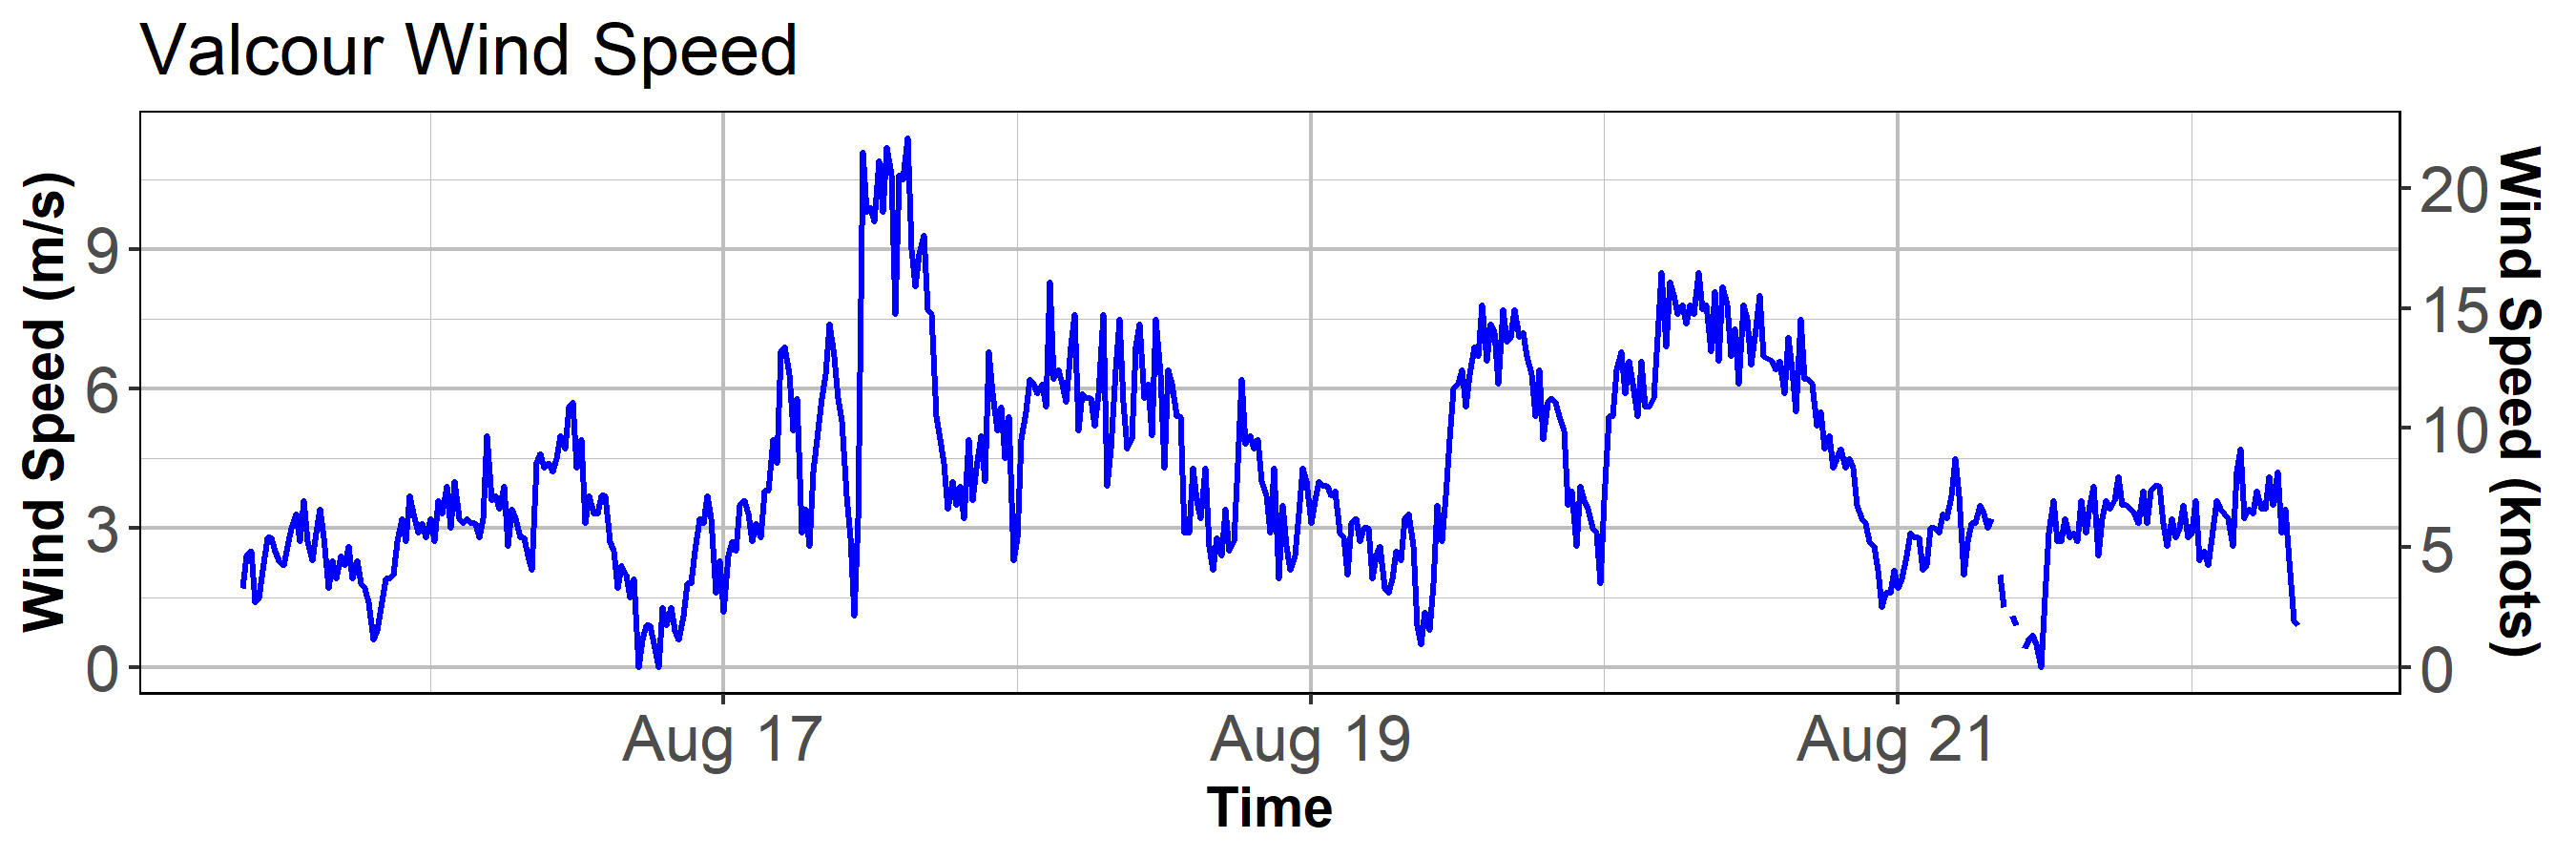 Valcour Wind Speed
Wind Speed (m/s)
9
6
3
0
20
15
10
5
0
Wind Speed (knots)
Aug 17
Aug 19
Aug 21
Time